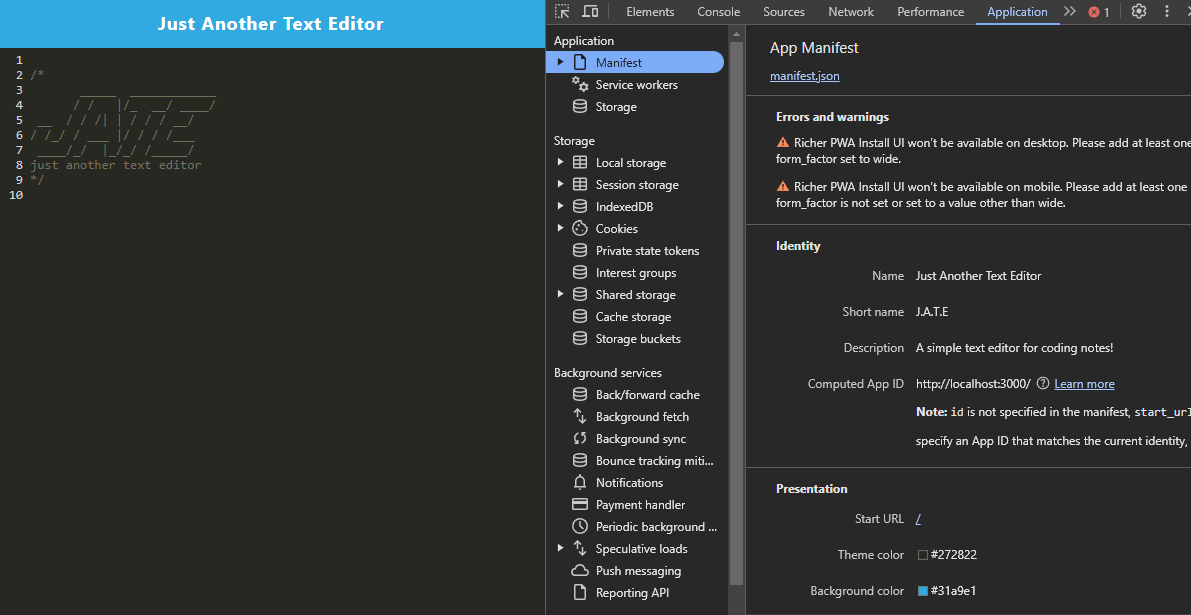 Just Another Text Editor
1
2 /*
3         _____  ____________
4       / /   |/_  __/ ____/
5  __  / / /| | / / / __/
6 / /_/ / ___ |/ / / /___
7  ____/_/  |_/_/ /_____/
8 just another text editor
9 */
10
Elements Console Sources Network Performance Application 1
Application
Manifest
Service workers
Storage
Storage
Local storage
Session storage
IndexedDB
Cookies
Private state tokens
Interest groups
Shared storage
Cache storage
Storage buckets
Background services
Back/forward cache
Background fetch
Background sync
Bounce tracking miti...
Notifications
Payment handler
Periodic background ...
Speculative loads
Push messaging
Reporting API
App Manifest
manifest.json
Errors and warnings
Richer PWA Install UI won't be available on desktop. Please add at least one
form_factor set to wide.
Richer PWA Install UI won't be available on mobile. Please add at least one
form_factor is not set or set to a value other than wide.
Identity
Name Just Another Text Editor
Short name J.A.T.E
Description A simple text editor for coding notes!
Computed App ID http://localhost:3000/ Learn more
Note: id is not specified in the manifest, start_url
specify an App ID that matches the current identity,
Presentation
Start URL /
Theme color #272822
Background color #31a9e1